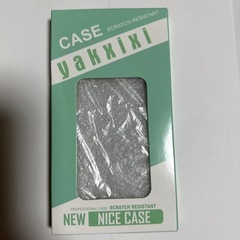 CASE SCRATCH RESISTANT
yakxixi
PROFESSIONAL CASE SCRATCH RESISTANT
NEW NICE CASE